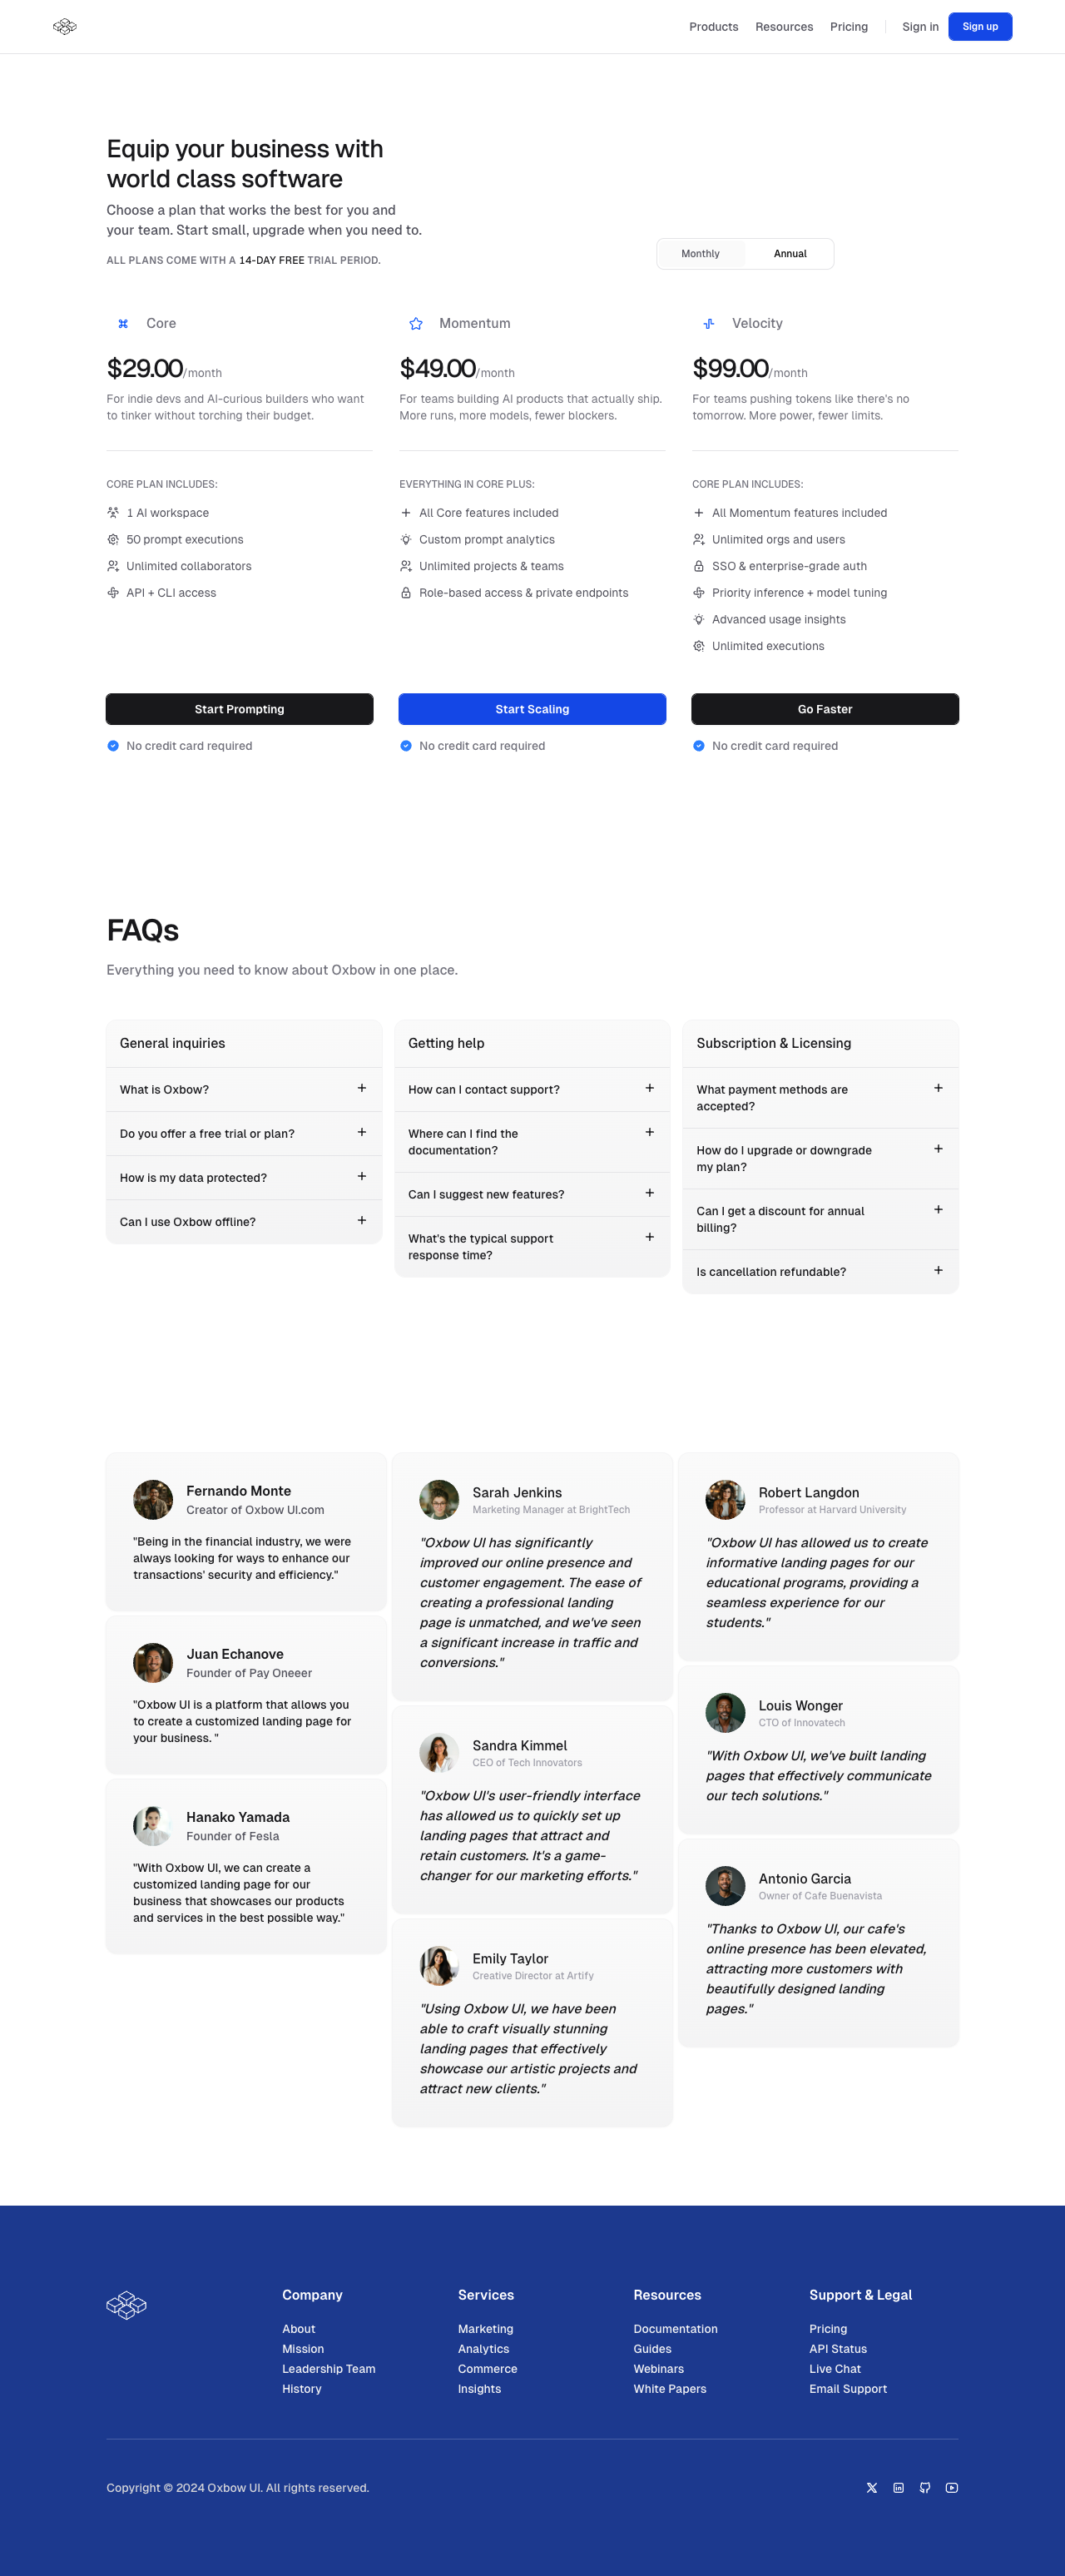 Products
Resources
Pricing
Sign in
Sign up
Equip your business with
world class software
Choose a plan that works the best for you and
your team. Start small, upgrade when you need to.
ALL PLANS COME WITH A 14-DAY FREE TRIAL PERIOD.
Monthly
Annual
Core
$29.00/month
For indie devs and AI-curious builders who want
to tinker without torching their budget.
CORE PLAN INCLUDES:
1 AI workspace
50 prompt executions
Unlimited collaborators
API + CLI access
Start Prompting
No credit card required
Momentum
$49.00/month
For teams building AI products that actually ship.
More runs, more models, fewer blockers.
EVERYTHING IN CORE PLUS:
All Core features included
Custom prompt analytics
Unlimited projects & teams
Role-based access & private endpoints
Start Scaling
No credit card required
Velocity
$99.00/month
For teams pushing tokens like there's no
tomorrow. More power, fewer limits.
CORE PLAN INCLUDES:
All Momentum features included
Unlimited orgs and users
SSO & enterprise-grade auth
Priority inference + model tuning
Advanced usage insights
Unlimited executions
Go Faster
No credit card required
FAQs
Everything you need to know about Oxbow in one place.
General inquiries
What is Oxbow?
Do you offer a free trial or plan?
How is my data protected?
Can I use Oxbow offline?
Getting help
How can I contact support?
Where can I find the
documentation?
Can I suggest new features?
What's the typical support
response time?
Subscription & Licensing
What payment methods are
accepted?
How do I upgrade or downgrade
my plan?
Can I get a discount for annual
billing?
Is cancellation refundable?
Fernando Monte
Creator of Oxbow UI.com
"Being in the financial industry, we were
always looking for ways to enhance our
transactions' security and efficiency."
Juan Echanove
Founder of Pay Oneeer
"Oxbow UI is a platform that allows you
to create a customized landing page for
your business. "
Hanako Yamada
Founder of Fesla
"With Oxbow UI, we can create a
customized landing page for our
business that showcases our products
and services in the best possible way."
Sarah Jenkins
Marketing Manager at BrightTech
"Oxbow UI has significantly
improved our online presence and
customer engagement. The ease of
creating a professional landing
page is unmatched, and we've seen
a significant increase in traffic and
conversions."
Sandra Kimmel
CEO of Tech Innovators
"Oxbow UI's user-friendly interface
has allowed us to quickly set up
landing pages that attract and
retain customers. It's a game-
changer for our marketing efforts."
Emily Taylor
Creative Director at Artify
"Using Oxbow UI, we have been
able to craft visually stunning
landing pages that effectively
showcase our artistic projects and
attract new clients."
Robert Langdon
Professor at Harvard University
"Oxbow UI has allowed us to create
informative landing pages for our
educational programs, providing a
seamless experience for our
students."
Louis Wonger
CTO of Innovatech
"With Oxbow UI, we've built landing
pages that effectively communicate
our tech solutions."
Antonio Garcia
Owner of Cafe Buenavista
"Thanks to Oxbow UI, our cafe's
online presence has been elevated,
attracting more customers with
beautifully designed landing
pages."
Company
About
Mission
Leadership Team
History
Services
Marketing
Analytics
Commerce
Insights
Resources
Documentation
Guides
Webinars
White Papers
Support & Legal
Pricing
API Status
Live Chat
Email Support
Copyright © 2024 Oxbow UI. All rights reserved.